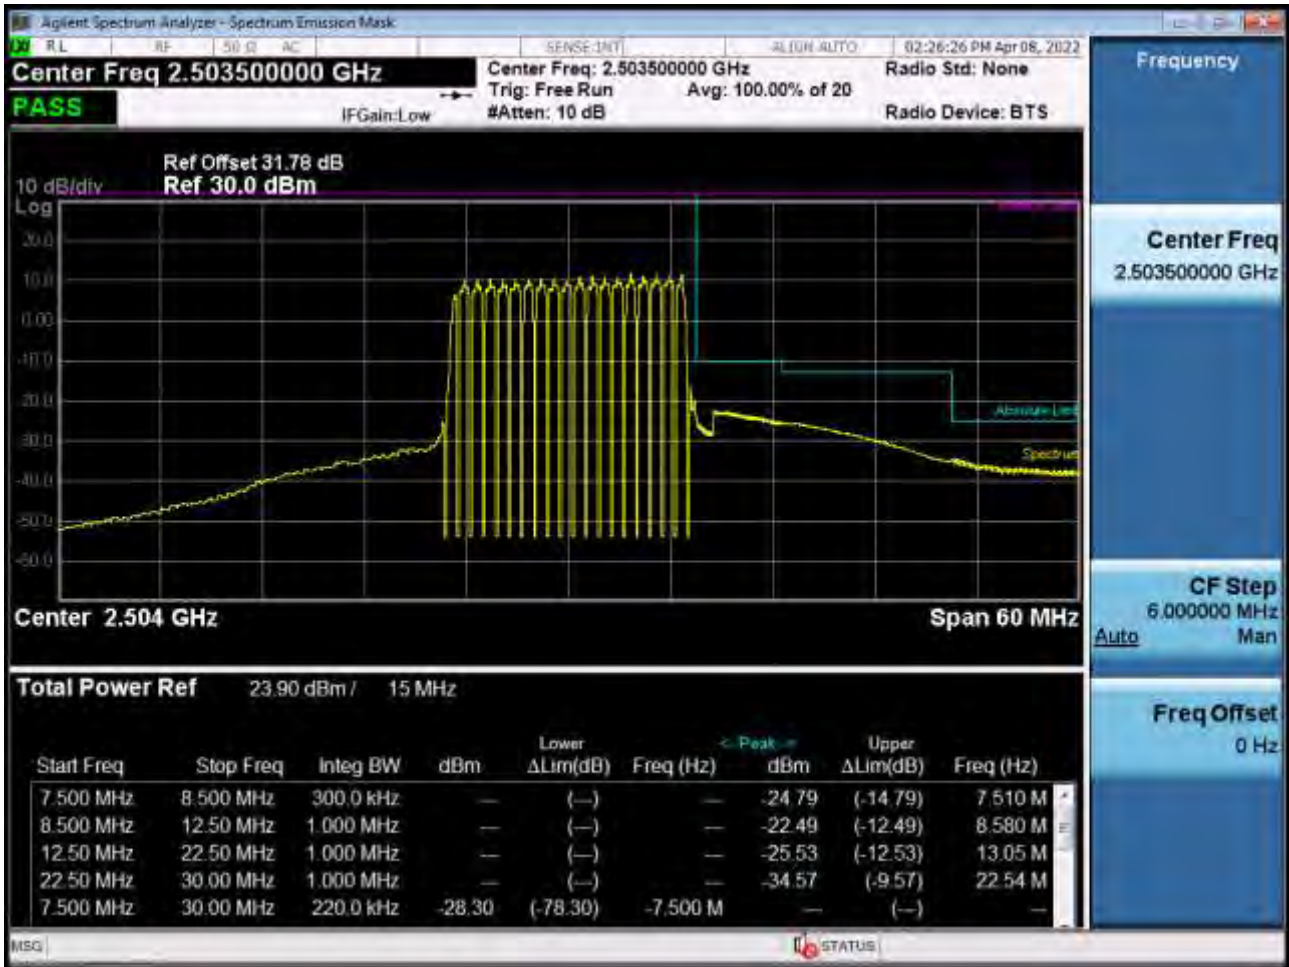 Agilent Spectrum Analyzer - Spectrum Emission Mask
RL RF 50 Ω AC SENSE:INT ALIGN AUTO 02:26:26 PM Apr 08, 2022
Center Freq 2.503500000 GHz
Center Freq: 2.503500000 GHz
Radio Std: None
Trig: Free Run
Avg: 100.00% of 20
PASS
IFGain:Low
#Atten: 10 dB
Radio Device: BTS
Ref Offset 31.78 dB
10 dB/div
Ref 30.0 dBm
Log
20.0
10.0
0.00
-10.0
-20.0
-30.0
-40.0
-50.0
-60.0
Absolute Limit
Spectrum
Center 2.504 GHz
Span 60 MHz
Total Power Ref 23.90 dBm / 15 MHz
Lower <- Peak -> Upper
Start Freq Stop Freq Integ BW dBm ΔLim(dB) Freq (Hz) dBm ΔLim(dB) Freq (Hz)
7.500 MHz 8.500 MHz 300.0 kHz --- (---) --- -24.79 (-14.79) 7.510 M
8.500 MHz 12.50 MHz 1.000 MHz --- (---) --- -22.49 (-12.49) 8.580 M
12.50 MHz 22.50 MHz 1.000 MHz --- (---) --- -25.53 (-12.53) 13.05 M
22.50 MHz 30.00 MHz 1.000 MHz --- (---) --- -34.57 (-9.57) 22.54 M
7.500 MHz 30.00 MHz 220.0 kHz -28.30 (-78.30) -7.500 M --- (---) ---
MSG
STATUS
Frequency
Center Freq
2.503500000 GHz
CF Step
6.000000 MHz
Auto Man
Freq Offset
0 Hz